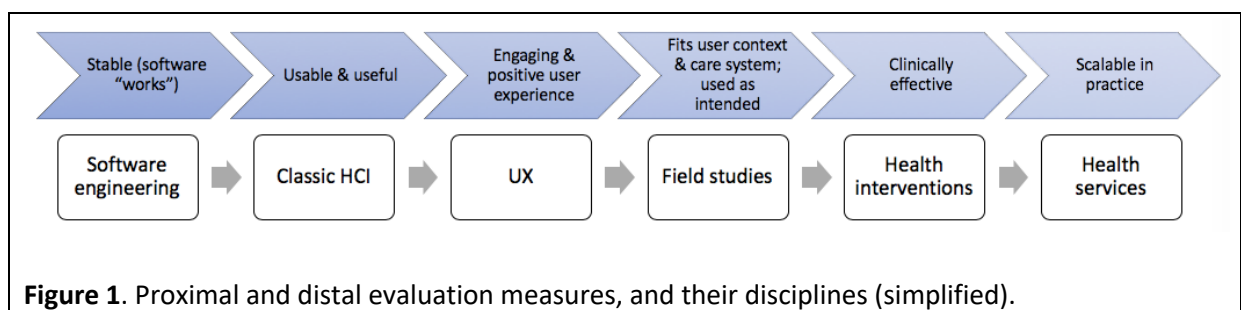 Stable (software
“works”)
Usable & useful
Engaging &
positive user
experience
Fits user context
& care system;
used as
intended
Clinically
effective
Scalable in
practice
Software
engineering
Classic HCI
UX
Field studies
Health
interventions
Health
services
Figure 1. Proximal and distal evaluation measures, and their disciplines (simplified).